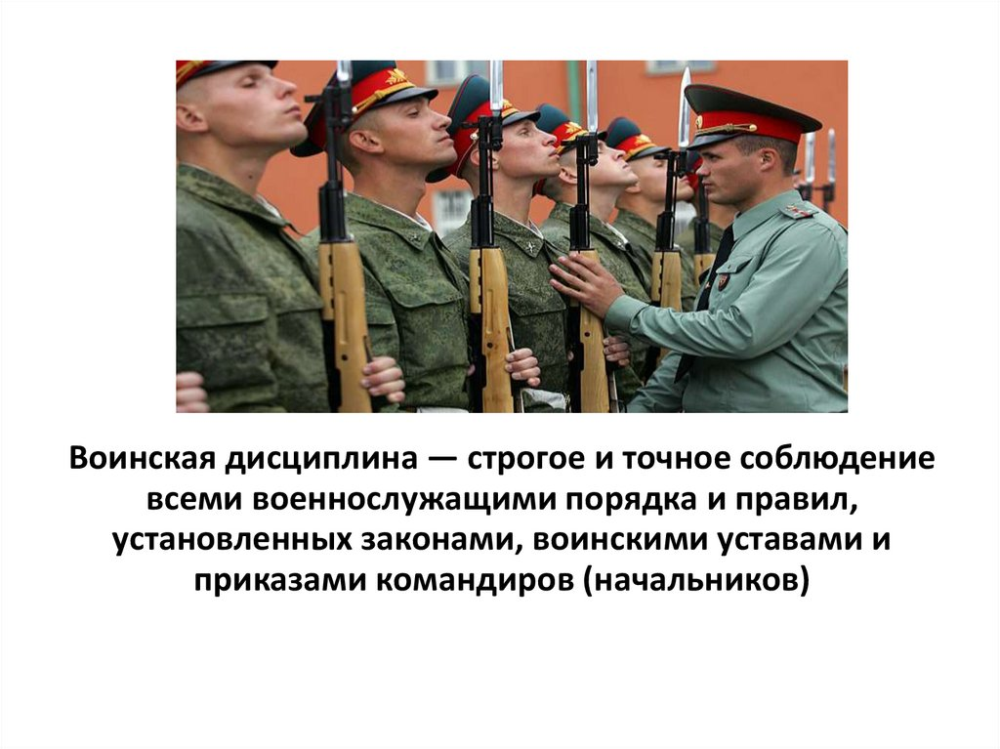 Воинская дисциплина — строгое и точное соблюдение
всеми военнослужащими порядка и правил,
установленных законами, воинскими уставами и
приказами командиров (начальников)